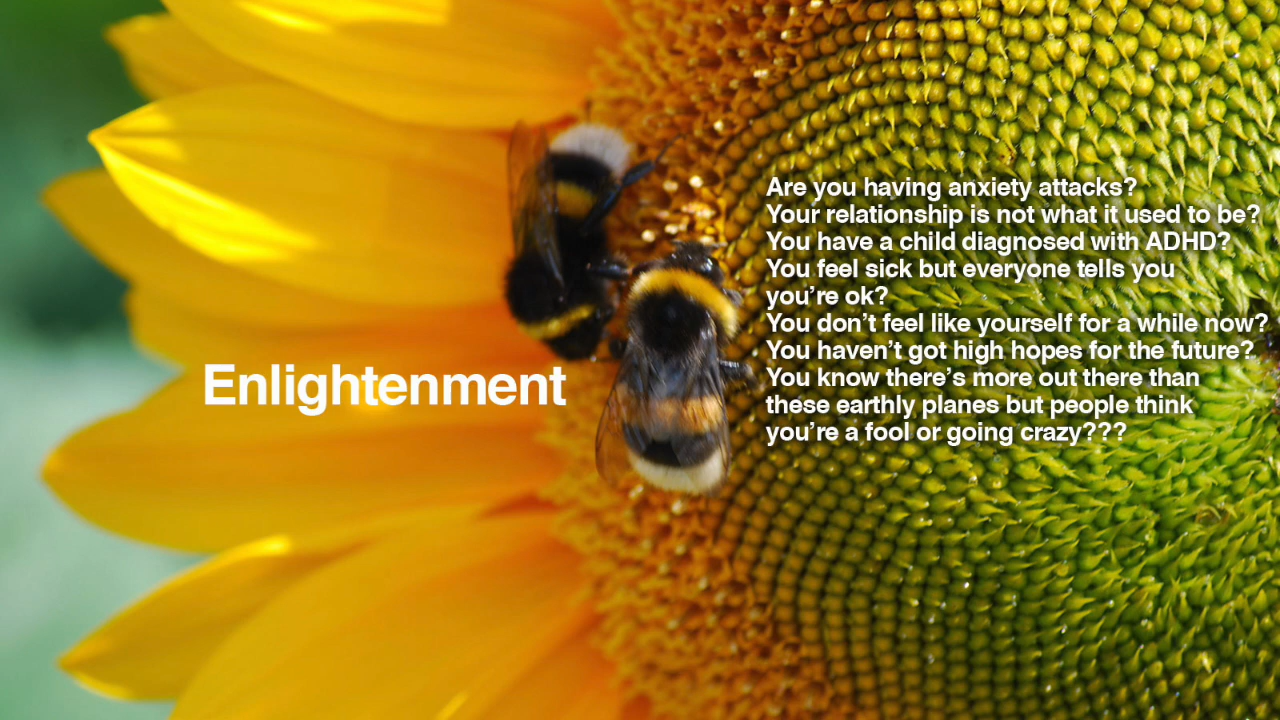 Enlightenment
Are you having anxiety attacks?
Your relationship is not what it used to be?
You have a child diagnosed with ADHD?
You feel sick but everyone tells you
you're ok?
You don't feel like yourself for a while now?
You haven't got high hopes for the future?
You know there's more out there than
these earthly planes but people think
you're a fool or going crazy???